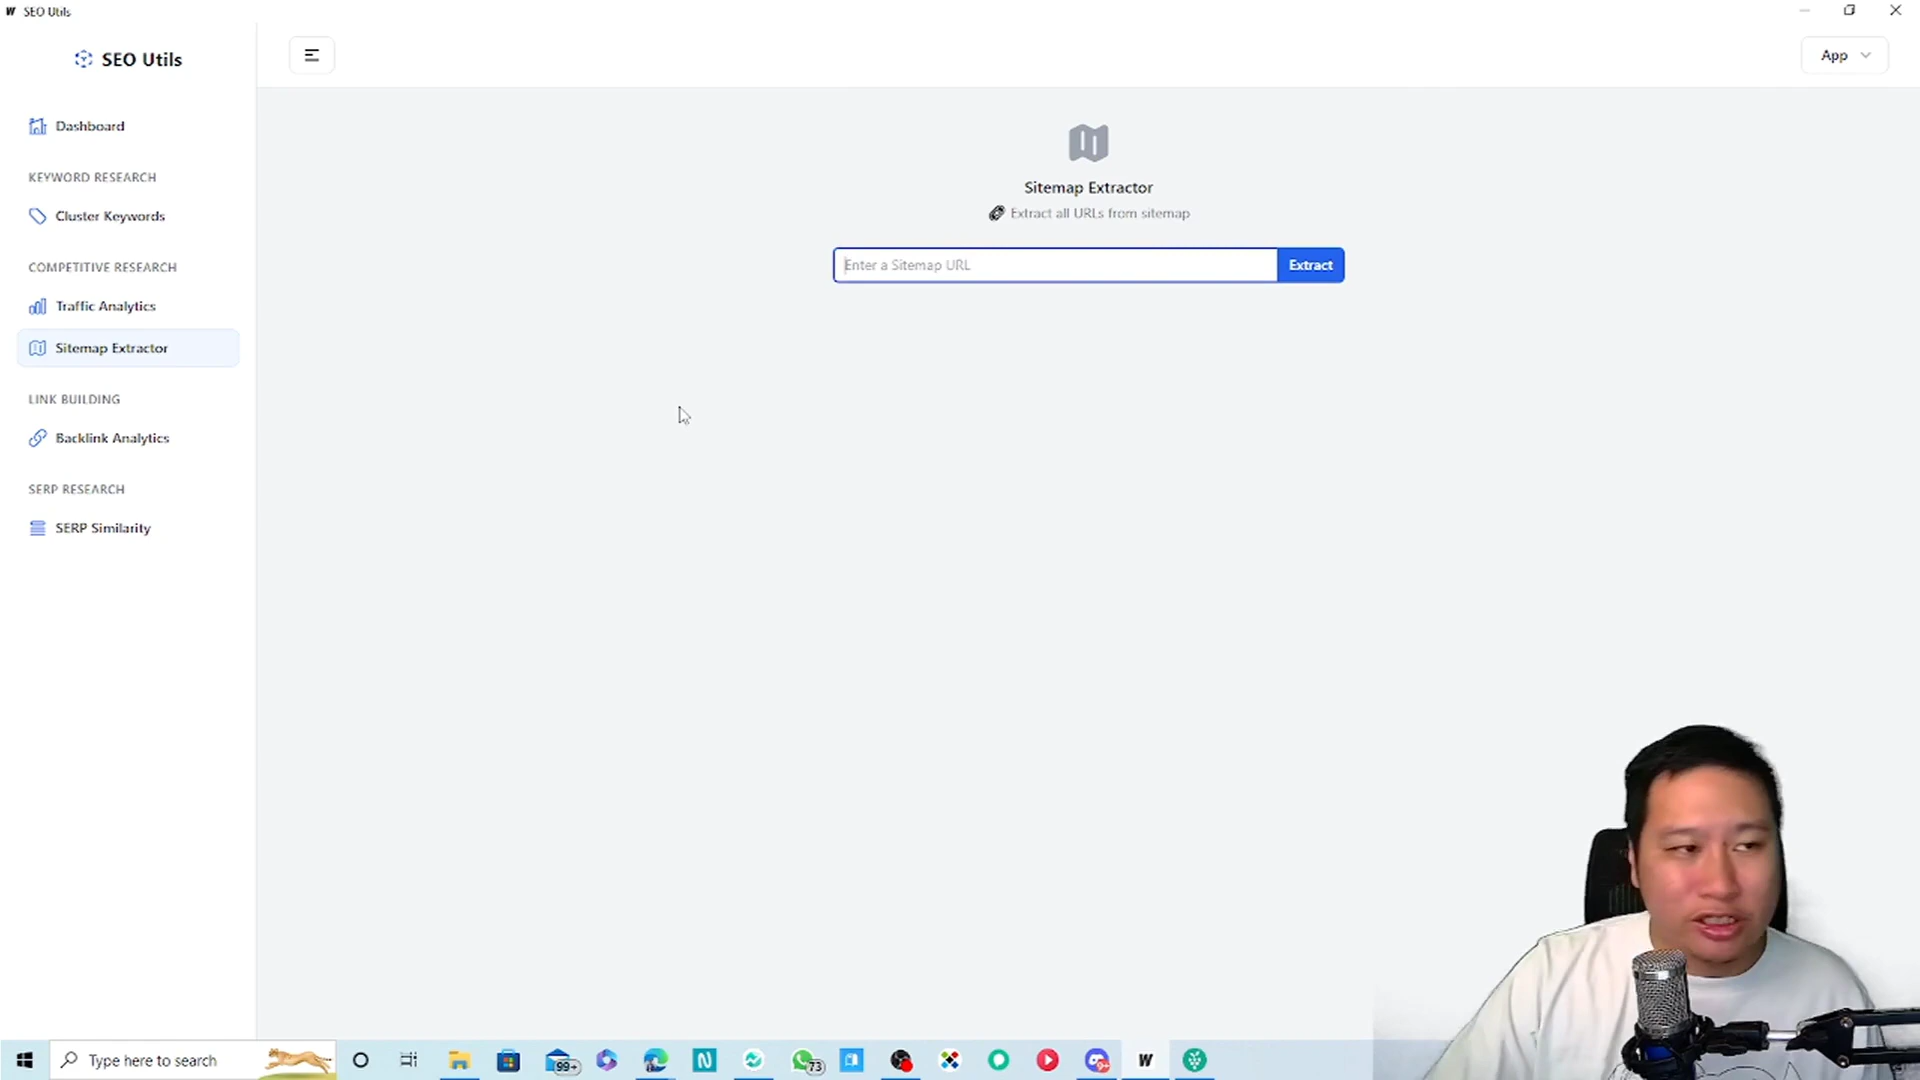 W SEO Utils
SEO Utils
App
Dashboard
KEYWORD RESEARCH
Cluster Keywords
COMPETITIVE RESEARCH
Traffic Analytics
Sitemap Extractor
LINK BUILDING
Backlink Analytics
SERP RESEARCH
SERP Similarity
Sitemap Extractor
Extract all URLs from sitemap
Enter a Sitemap URL
Extract
Type here to search
99+
N
73
W